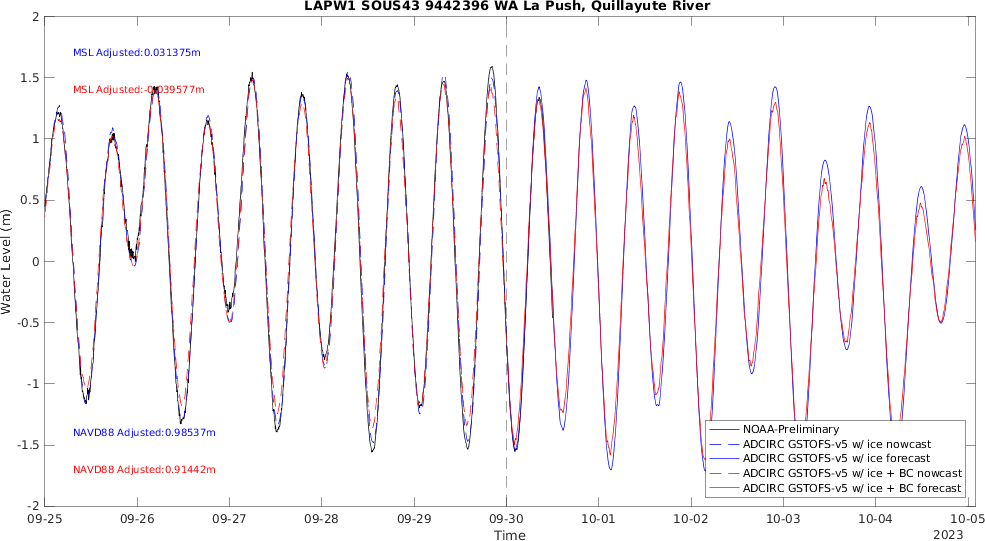 LAPW1 SOUS43 9442396 WA La Push, Quillayute River
2
1.5
1
0.5
0
-0.5
-1
-1.5
-2
Water Level (m)
MSL Adjusted:0.031375m
MSL Adjusted:-0.039577m
NAVD88 Adjusted:0.98537m
NAVD88 Adjusted:0.91442m
NOAA-Preliminary
ADCIRC GSTOFS-v5 w/ ice nowcast
ADCIRC GSTOFS-v5 w/ ice forecast
ADCIRC GSTOFS-v5 w/ice + BC nowcast
ADCIRC GSTOFS-v5 w/ice + BC forecast
09-25 09-26 09-27 09-28 09-29 09-30 10-01 10-02 10-03 10-04 10-05
Time
2023